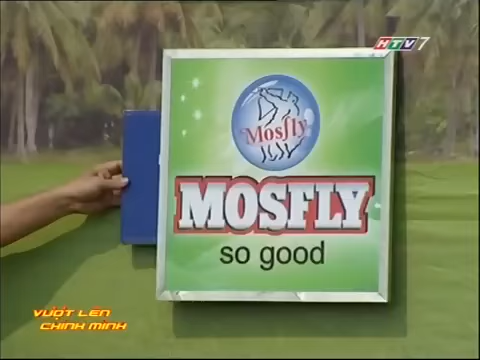 HTV7
Mosfly
MOSFLY
so good
VƯỢT LÊN
CHÍNH MÌNH